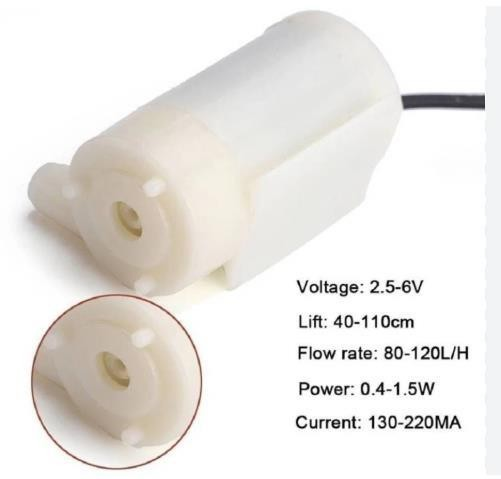 Voltage: 2.5-6V
Lift: 40-110cm
Flow rate: 80-120L/H
Power: 0.4-1.5W
Current: 130-220MA